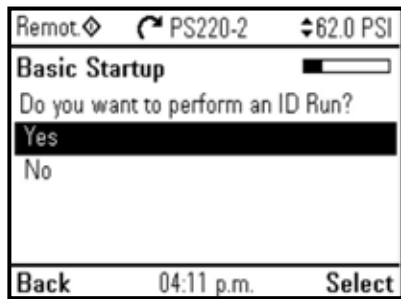 Remot. PS220-2 62.0 PSI
Basic Startup
Do you want to perform an ID Run?
Yes
No
Back 04:11 p.m. Select